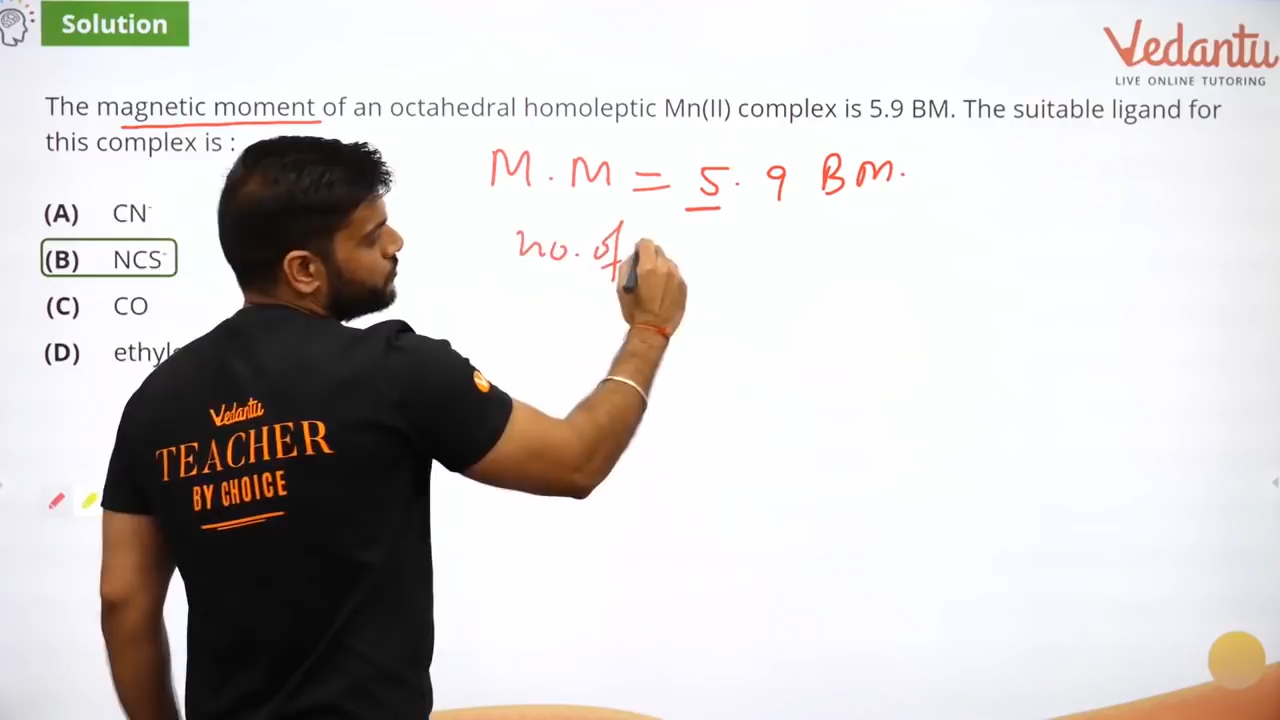 Solution
Vedantu
LIVE ONLINE TUTORING
The magnetic moment of an octahedral homoleptic Mn(II) complex is 5.9 BM. The suitable ligand for
this complex is :
M.M = 5.9 BM.
no. of
(A) CN⁻
(B) NCS⁻
(C) CO
(D)
Vedantu
TEACHER
BY CHOICE